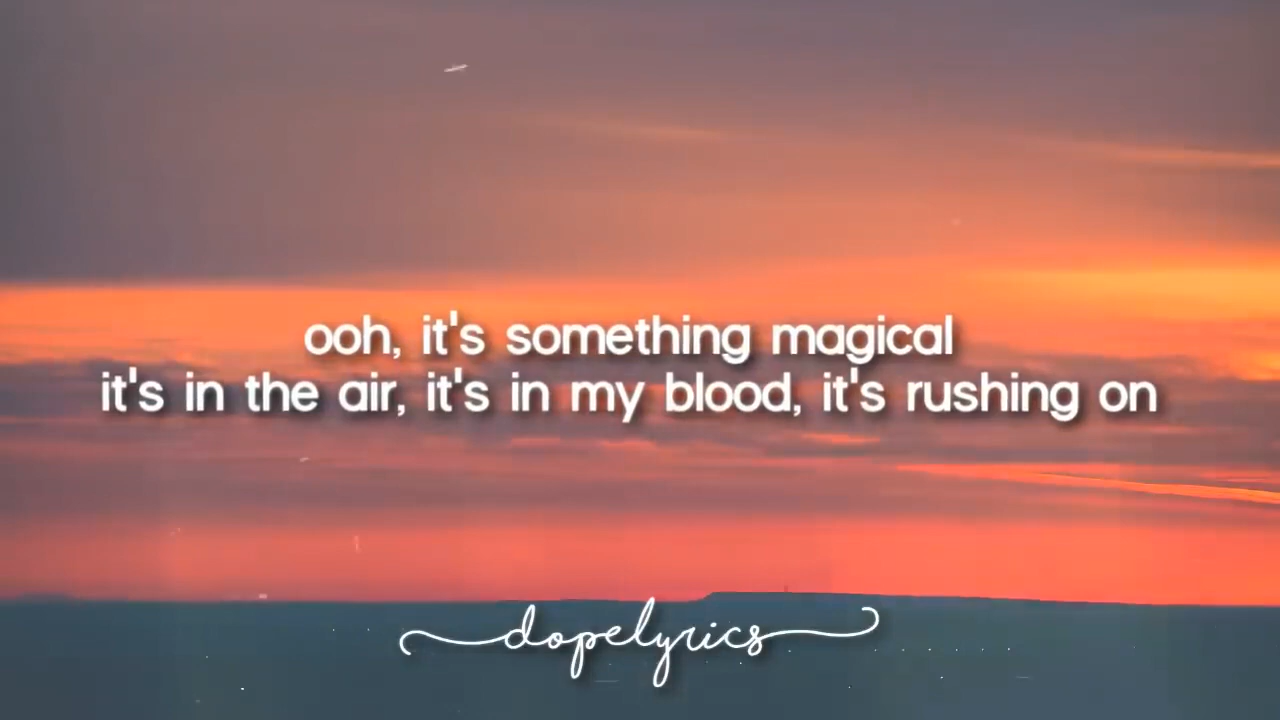 ooh, it's something magical
it's in the air, it's in my blood, it's rushing on
dopelyrics